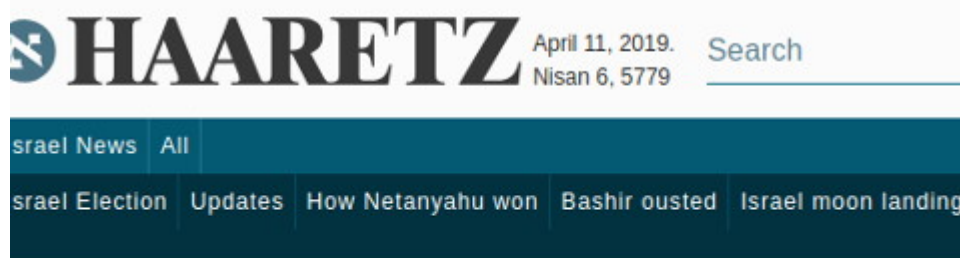 א HAARETZ
April 11, 2019.
Nisan 6, 5779
Search
srael News All
srael Election Updates How Netanyahu won Bashir ousted Israel moon landing